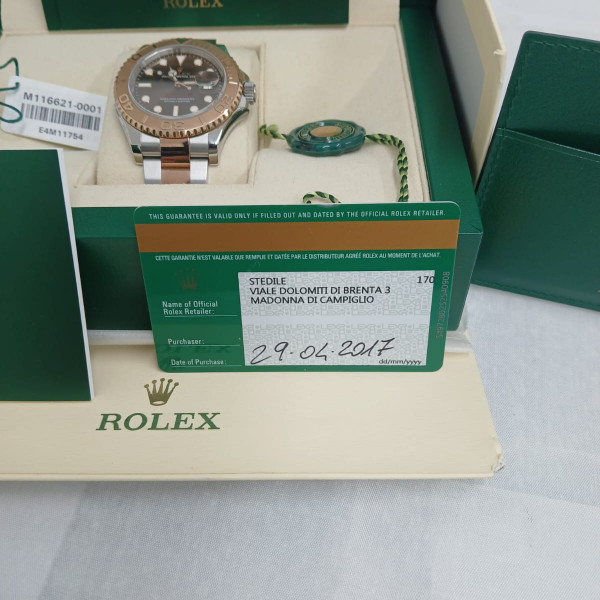 ROLEX
M116621-0001
E4M11754
THIS GUARANTEE IS VALID ONLY IF FILLED OUT AND DATED BY THE OFFICIAL ROLEX RETAILER.
CETTE GARANTIE N'EST VALABLE QUE REMPLIE ET DATÉE PAR LE DISTRIBUTEUR AGRÉÉ ROLEX AU MOMENT DE L'ACHAT.
Name of Official
Rolex Retailer:
STEDILE 170
VIALE DOLOMITI DI BRENTA 3
MADONNA DI CAMPIGLIO
Purchaser:
Date of Purchase:
29.04.2017
dd/mm/yyyy
ROLEX